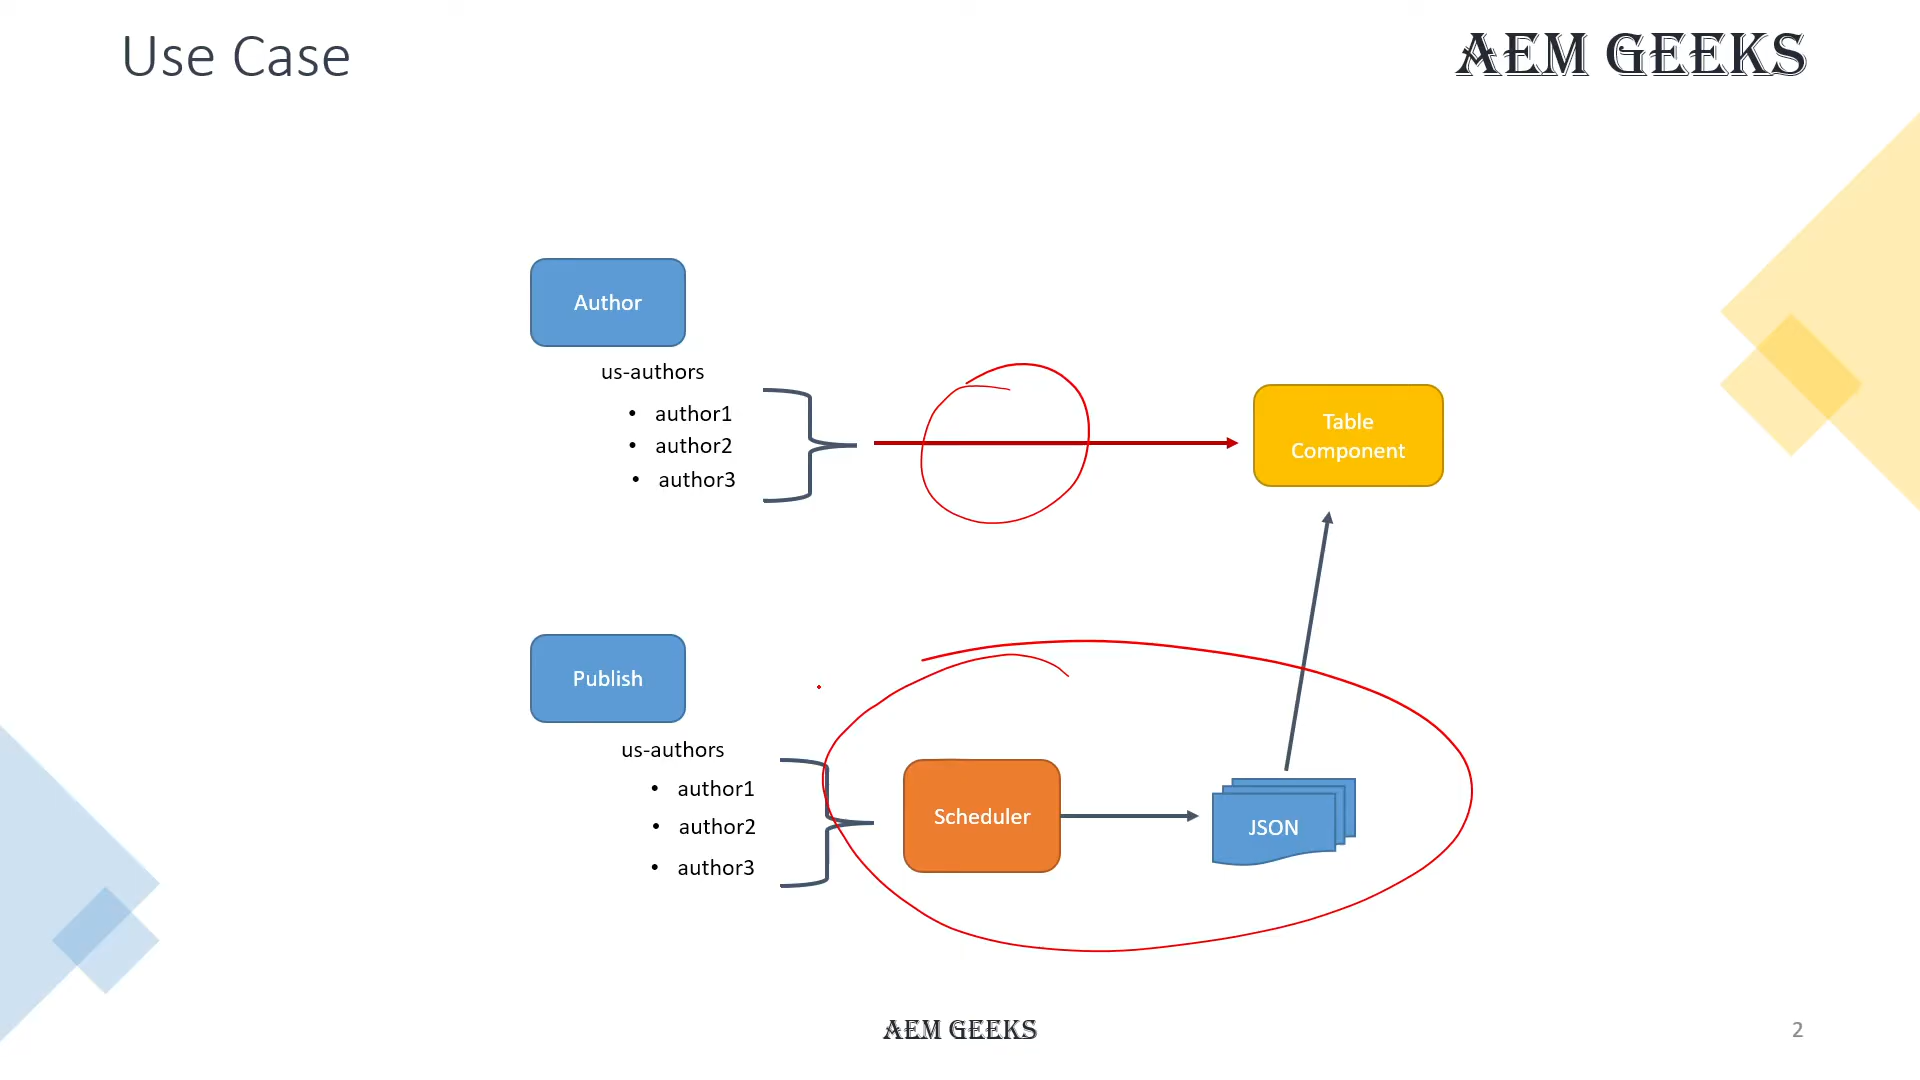 Use Case
AEM GEEKS
Author
us-authors
• author1
• author2
• author3
Table
Component
Publish
us-authors
• author1
• author2
• author3
Scheduler
JSON
AEM GEEKS
2